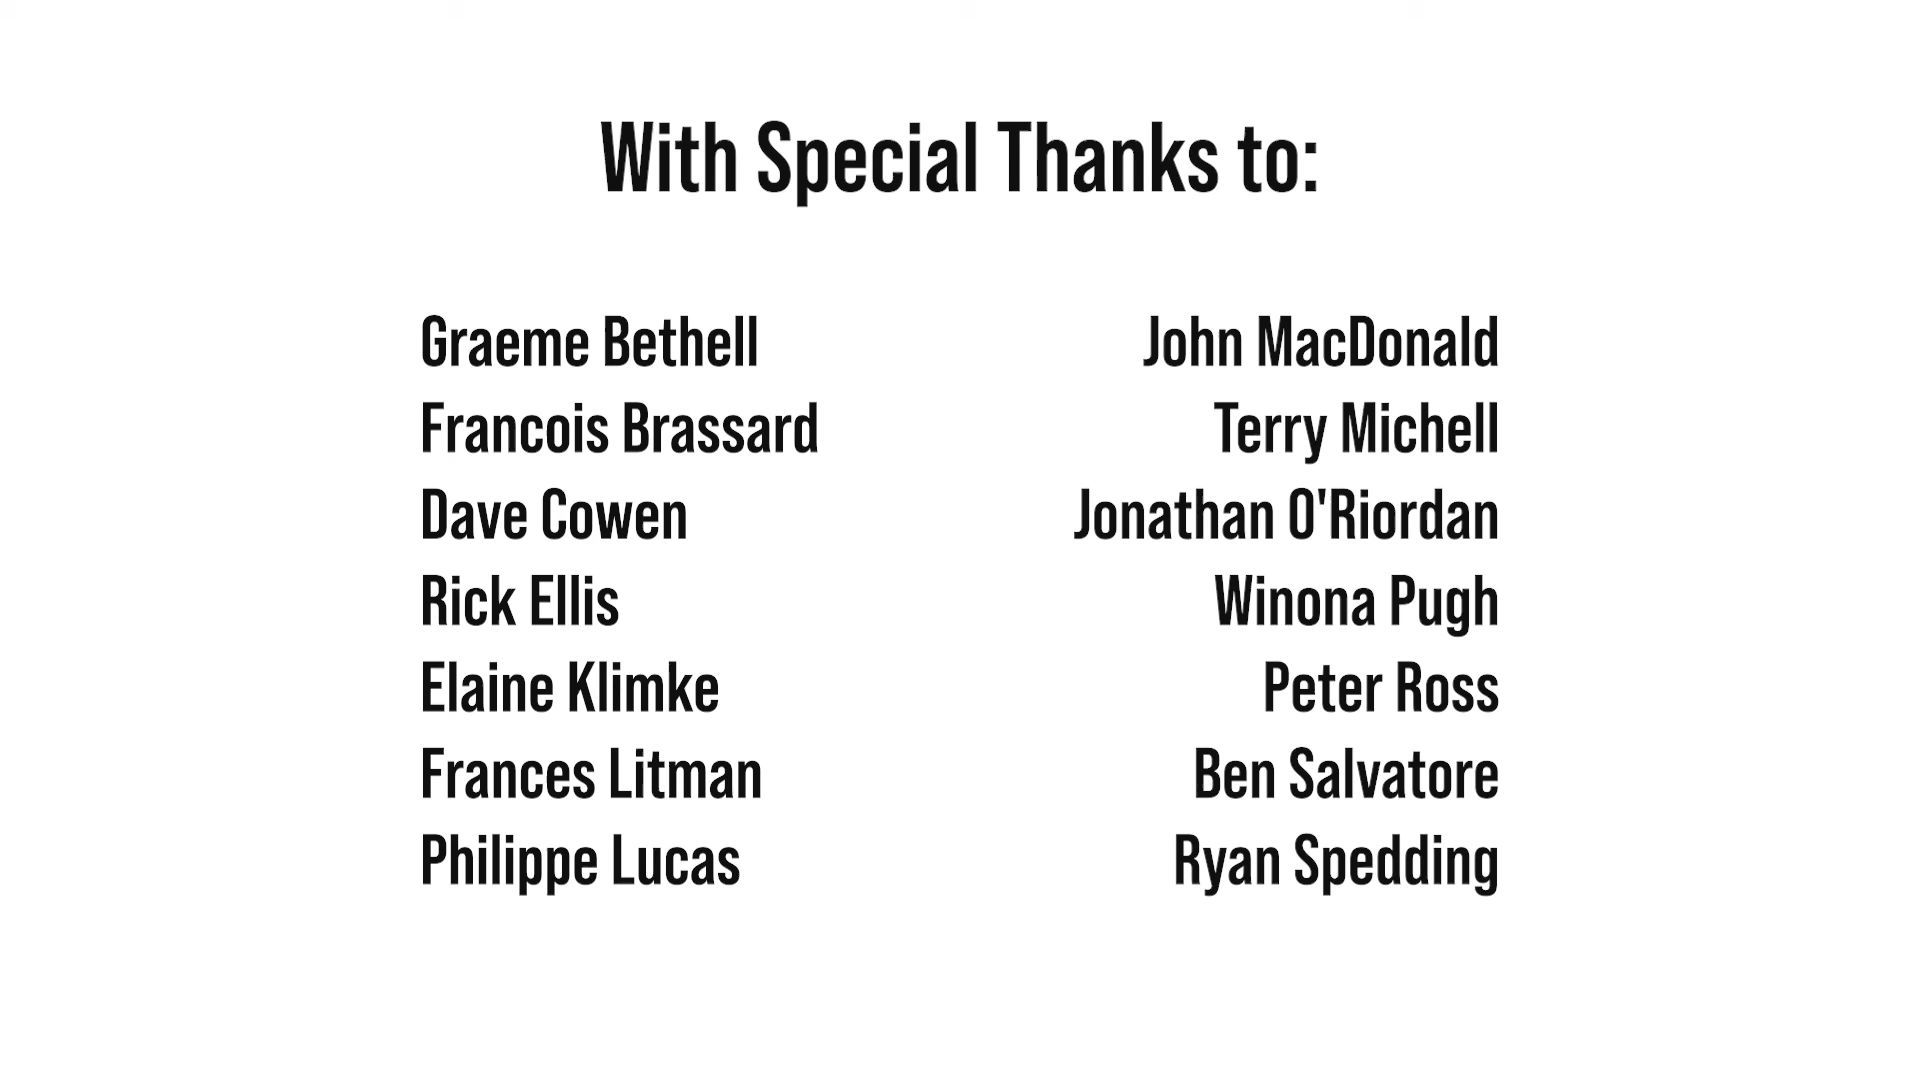 With Special Thanks to:
Graeme Bethell
Francois Brassard
Dave Cowen
Rick Ellis
Elaine Klimke
Frances Litman
Philippe Lucas
John MacDonald
Terry Michell
Jonathan O'Riordan
Winona Pugh
Peter Ross
Ben Salvatore
Ryan Spedding